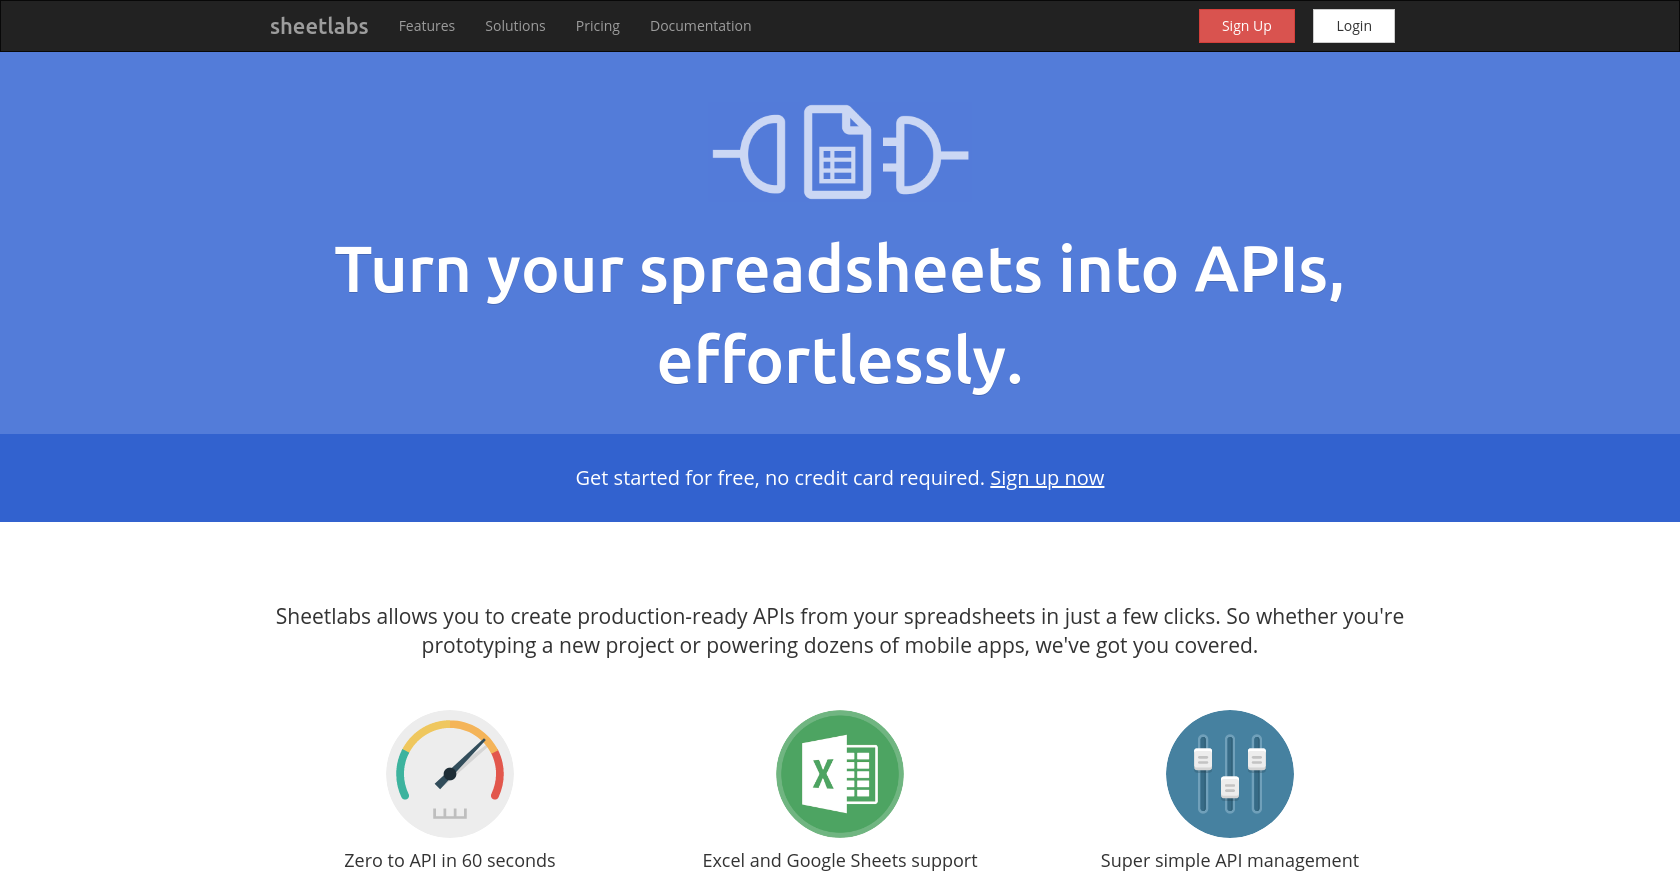 sheetlabs Features Solutions Pricing Documentation Sign Up Login
Turn your spreadsheets into APIs,
effortlessly.
Get started for free, no credit card required. Sign up now
Sheetlabs allows you to create production-ready APIs from your spreadsheets in just a few clicks. So whether you're
prototyping a new project or powering dozens of mobile apps, we've got you covered.
X
Zero to API in 60 seconds
Excel and Google Sheets support
Super simple API management